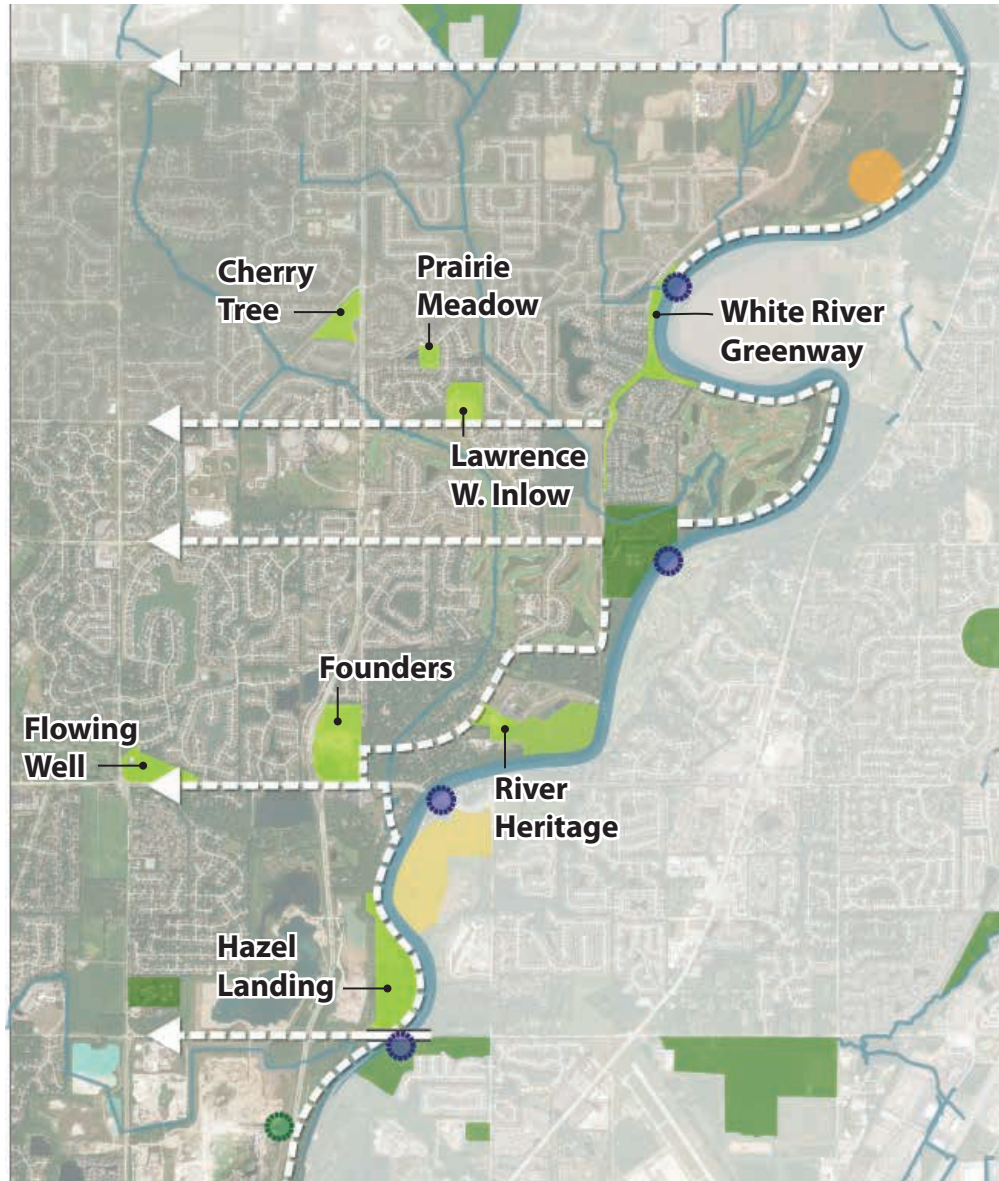 Cherry
Tree
Prairie
Meadow
White River
Greenway
Lawrence
W. Inlow
Founders
Flowing
Well
River
Heritage
Hazel
Landing